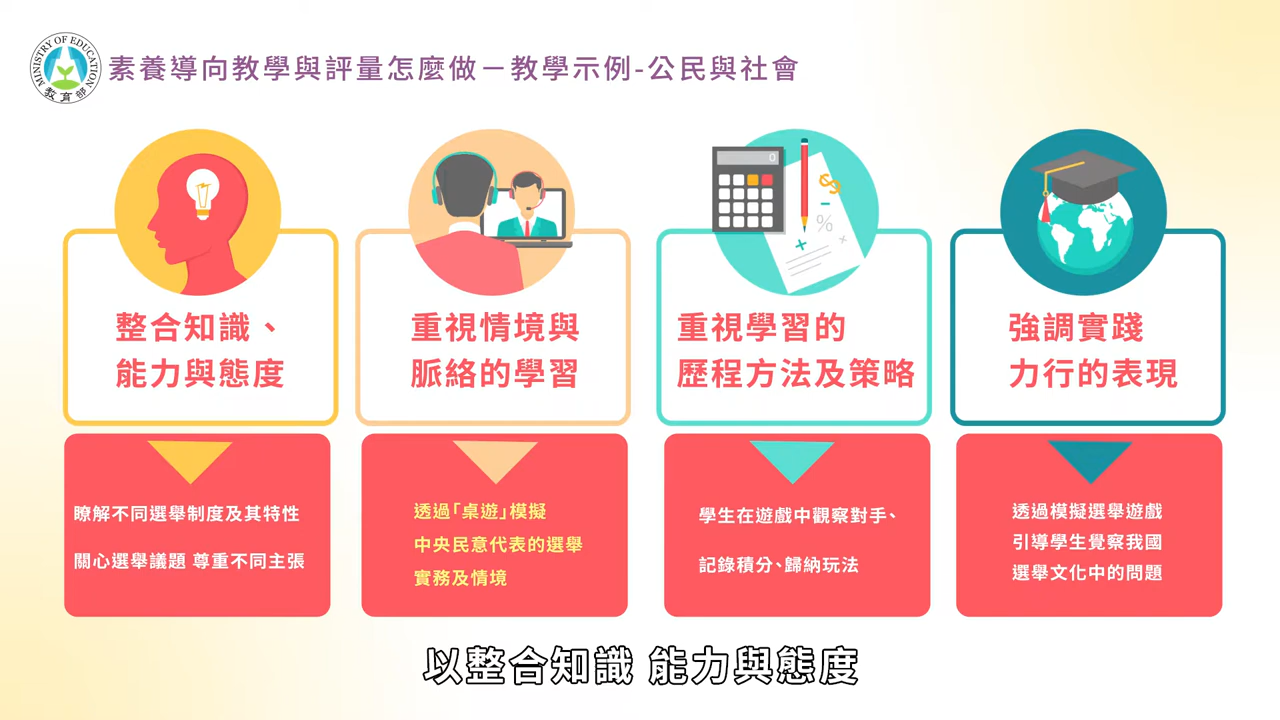 MINISTRY OF EDUCATION
教育部
素養導向教學與評量怎麼做－教學示例-公民與社會
0
整合知識、
能力與態度
瞭解不同選舉制度及其特性
關心選舉議題 尊重不同主張
重視情境與
脈絡的學習
透過「桌遊」模擬
中央民意代表的選舉
實務及情境
$
%
重視學習的
歷程方法及策略
學生在遊戲中觀察對手、
記錄積分、歸納玩法
強調實踐
力行的表現
透過模擬選舉遊戲
引導學生覺察我國
選舉文化中的問題
以整合知識 能力與態度